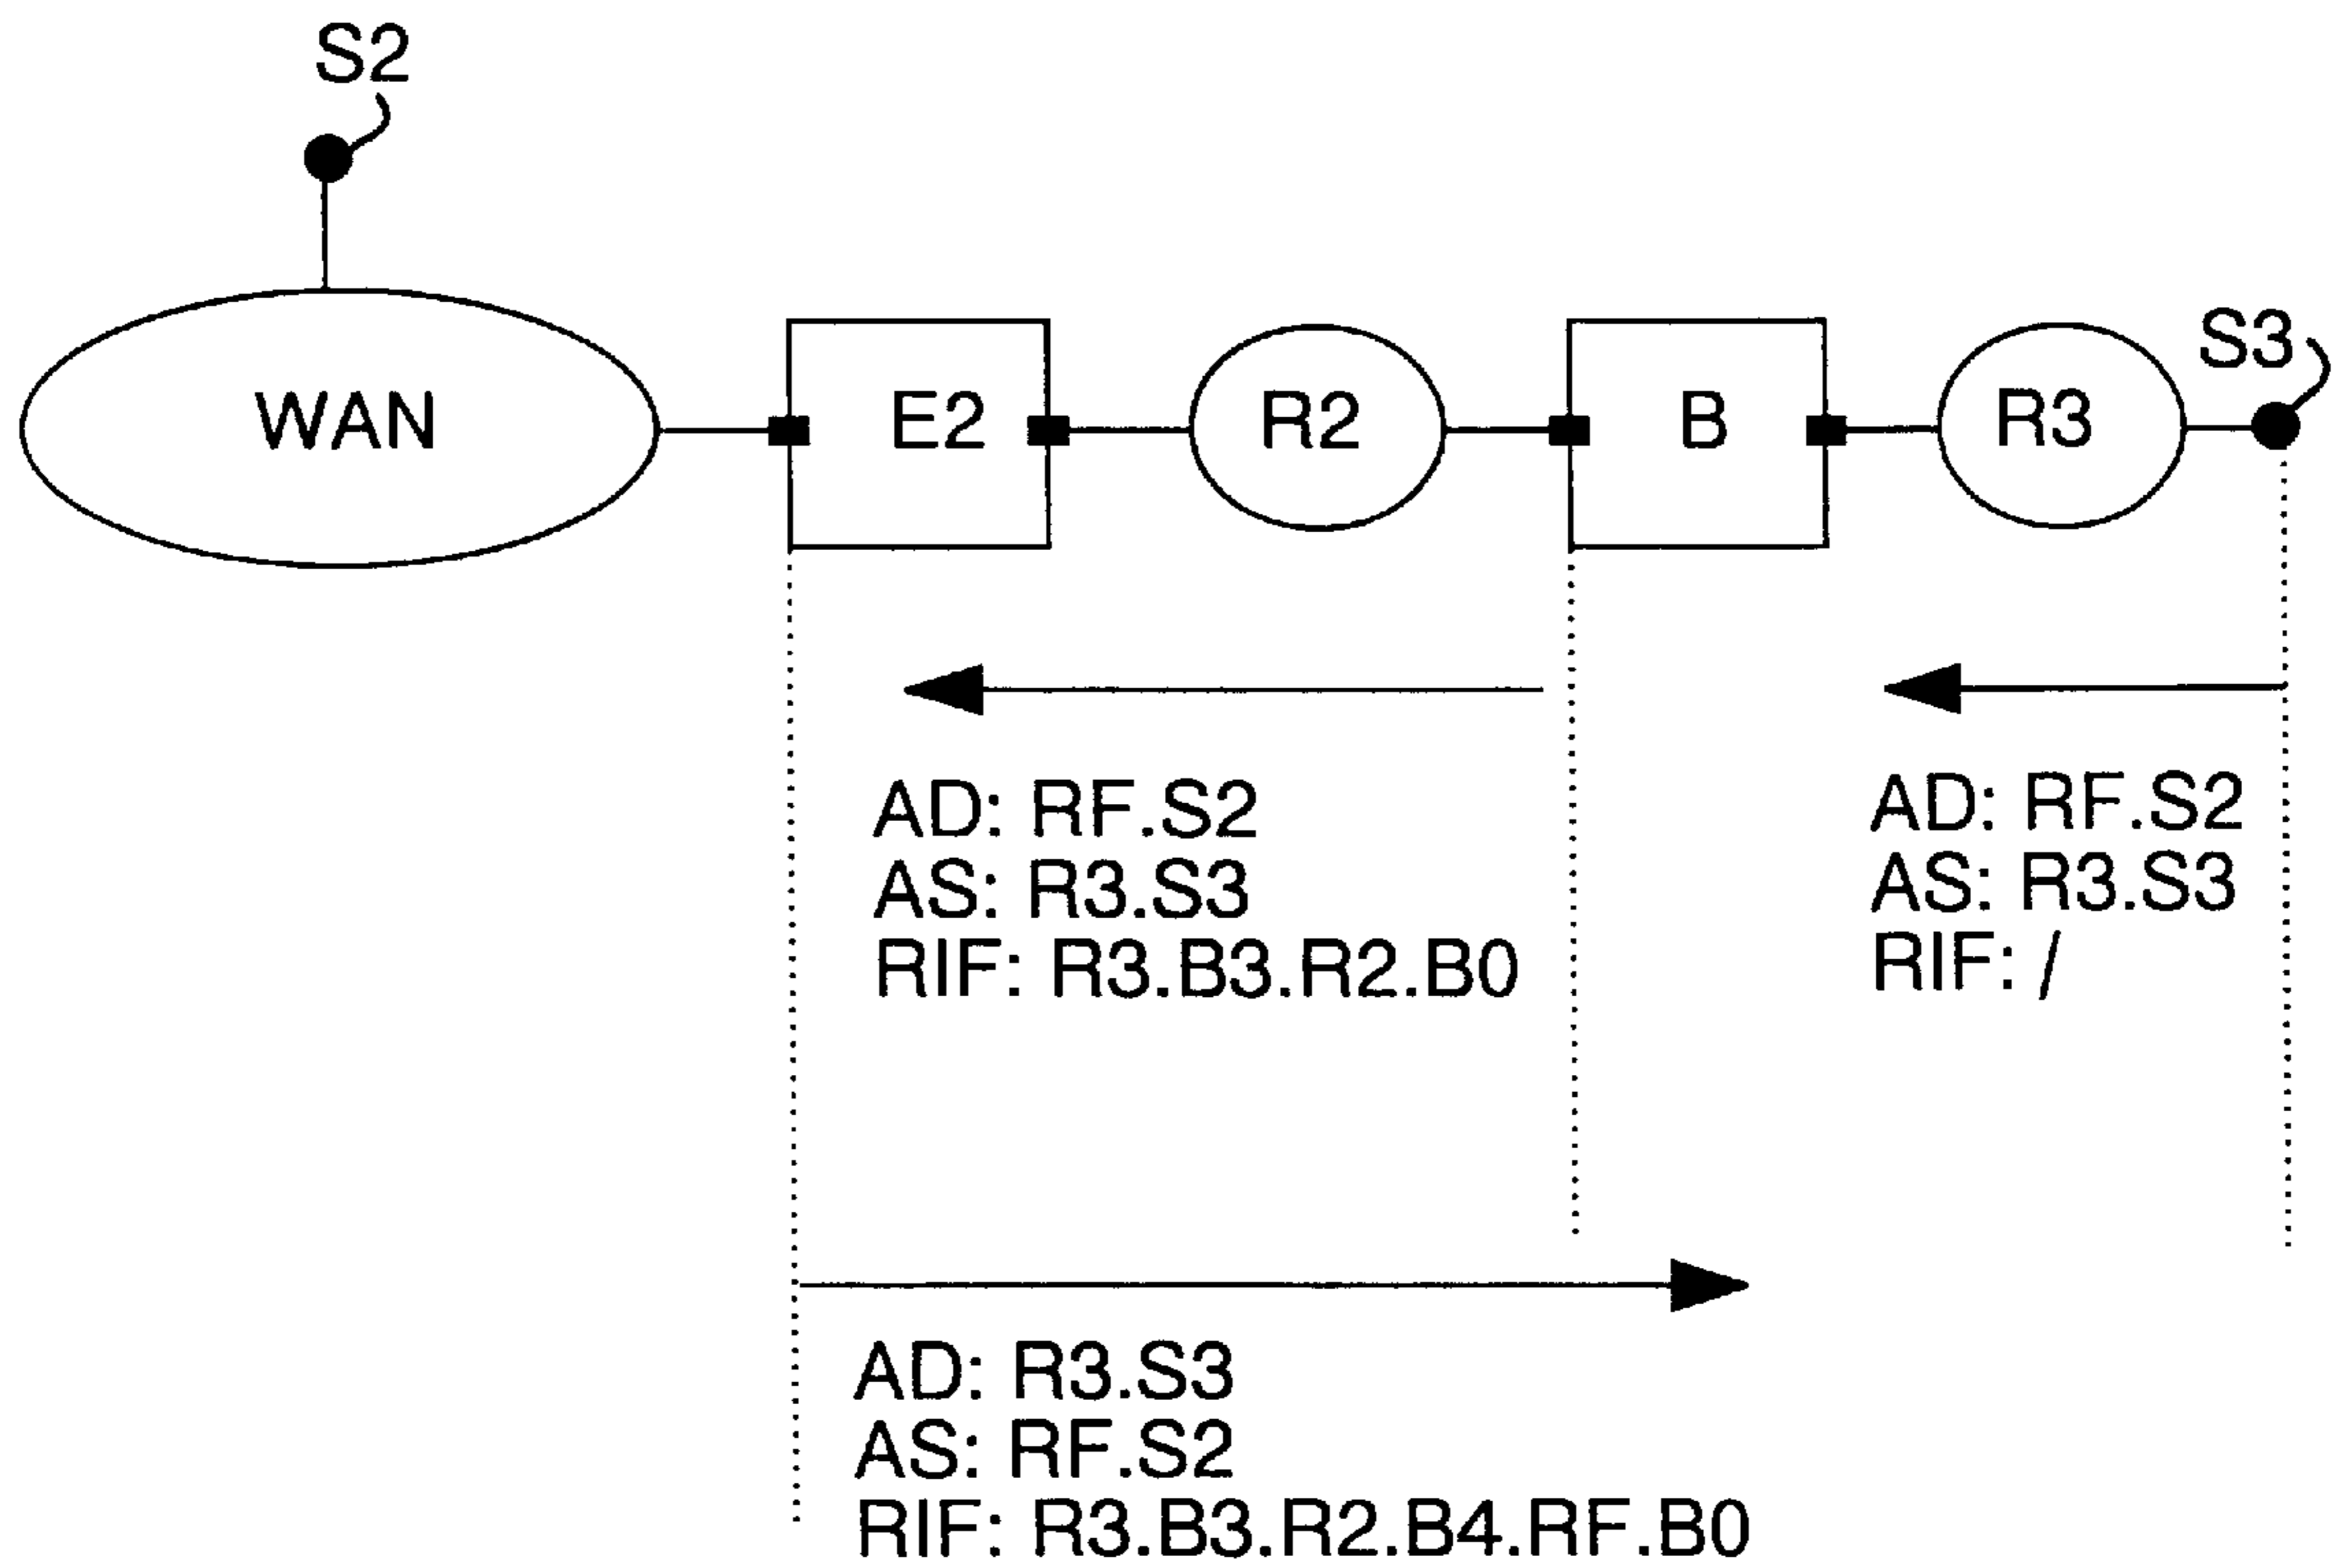 S2
WAN
E2
R2
B
R3
S3
AD: RF.S2
AS: R3.S3
RIF: R3.B3.R2.B0
AD: RF.S2
AS: R3.S3
RIF: /
AD: R3.S3
AS: RF.S2
RIF: R3.B3.R2.B4.RF.B0